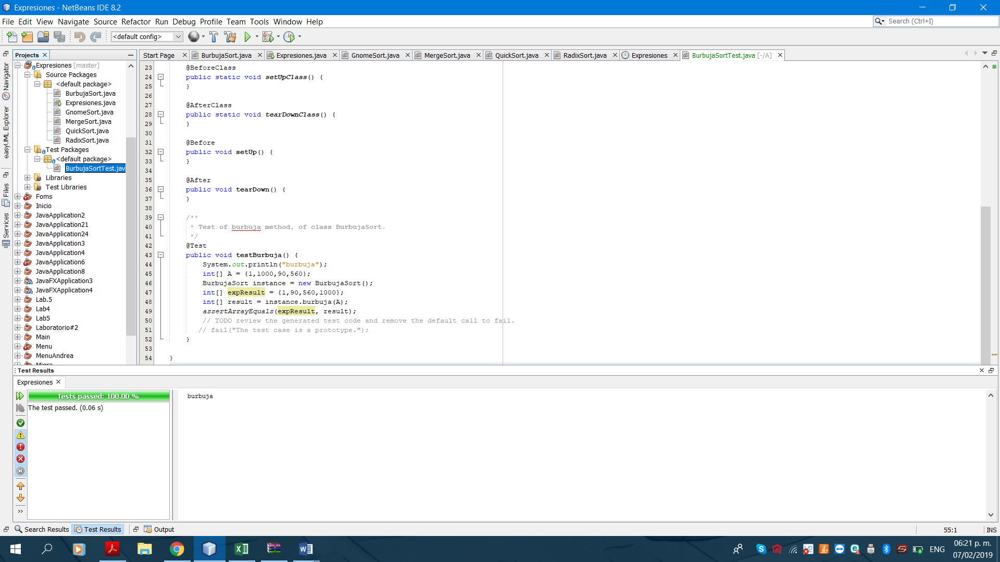 Expresiones - NetBeans IDE 8.2
File Edit View Navigate Source Refactor Run Debug Profile Team Tools Window Help
Search (Ctrl+I)
<default config>
Projects
Start Page
BurbujaSort.java
Expresiones.java
GnomeSort.java
MergeSort.java
QuickSort.java
RadixSort.java
Expresiones
BurbujaSortTest.java [-/A]
Navigator
easyUML Explorer
Files
Services
Expresiones [master]
Source Packages
<default package>
BurbujaSort.java
Expresiones.java
GnomeSort.java
MergeSort.java
QuickSort.java
RadixSort.java
Test Packages
<default package>
BurbujaSortTest.jav
Libraries
Test Libraries
Foms
Inicio
JavaApplication2
JavaApplication21
JavaApplication24
JavaApplication3
JavaApplication4
JavaApplication6
JavaApplication8
JavaFXApplication3
JavaFXApplication4
Lab.5
Lab4
Lab5
Laboratorio#2
Main
Menu
MenuAndrea
23 @BeforeClass
24 public static void setUpClass() {
25 }
26
27 @AfterClass
28 public static void tearDownClass() {
29 }
30
31 @Before
32 public void setUp() {
33 }
34
35 @After
36 public void tearDown() {
37 }
38
39 /**
40 * Test of burbuja method, of class BurbujaSort.
41 */
42 @Test
43 public void testBurbuja() {
44 System.out.println("burbuja");
45 int[] A = {1,1000,90,560};
46 BurbujaSort instance = new BurbujaSort();
47 int[] expResult = {1,90,560,1000};
48 int[] result = instance.burbuja(A);
49 assertArrayEquals(expResult, result);
50 // TODO review the generated test code and remove the default call to fail.
51 // fail("The test case is a prototype.");
52 }
53
54 }
Test Results
Expresiones
Tests passed: 100.00 %
The test passed. (0.06 s)
burbuja
Search Results
Test Results
Output
55:1
INS
ENG
06:21 p. m.
07/02/2019